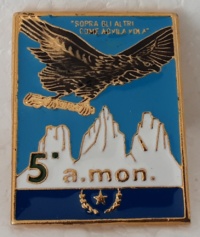 "SOPRA GLI ALTRI
COME AQUILA VOLA"
5° a.mon.